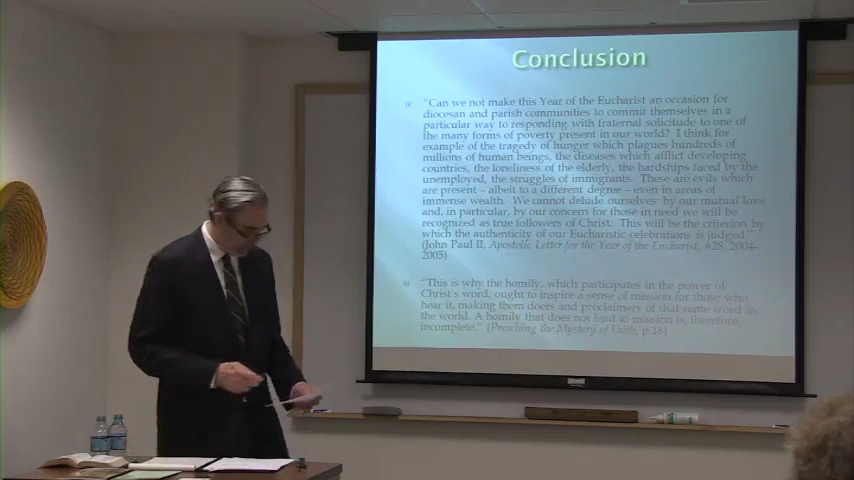 Conclusion
"Can we not make this Year of the Eucharist an occasion for
diocesan and parish communities to commit themselves in a
particular way to responding with fraternal solicitude to one of
the many forms of poverty present in our world? I think for
example of the tragedy of hunger which plagues hundreds of
millions of human beings, the diseases which afflict developing
countries, the loneliness of the elderly, the hardships faced by the
unemployed, the struggles of immigrants. These are evils which
are present – albeit to a different degree – even in areas of
immense wealth. We cannot delude ourselves: by our mutual love
and, in particular, by our concern for those in need we will be
recognized as true followers of Christ. This will be the criterion by
which the authenticity of our Eucharistic celebrations is judged."
(John Paul II, Apostolic Letter for the Year of the Eucharist, #28, 2004-
2005)
"This is why the homily, which participates in the power of
Christ's word, ought to inspire a sense of mission for those who
hear it, making them doers and proclaimers of that same word in
the world. A homily that does not lead to mission is, therefore,
incomplete." (Preaching the Mystery of Faith, p.18)